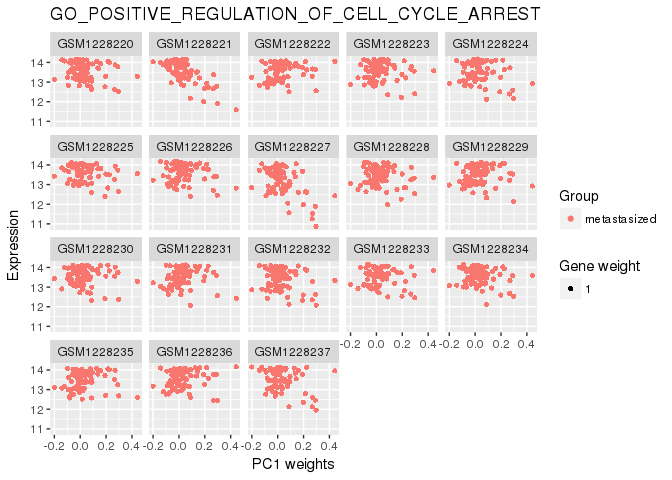 GO_POSITIVE_REGULATION_OF_CELL_CYCLE_ARREST
GSM1228220 GSM1228221 GSM1228222 GSM1228223 GSM1228224
14
13
12
11
GSM1228225 GSM1228226 GSM1228227 GSM1228228 GSM1228229
14
13
12
11
GSM1228230 GSM1228231 GSM1228232 GSM1228233 GSM1228234
14
13
12
11
-0.2 0.0 0.2 0.4 -0.2 0.0 0.2 0.4
GSM1228235 GSM1228236 GSM1228237
14
13
12
11
-0.2 0.0 0.2 0.4 -0.2 0.0 0.2 0.4 -0.2 0.0 0.2 0.4
PC1 weights
Expression
Group
metastasized
Gene weight
1